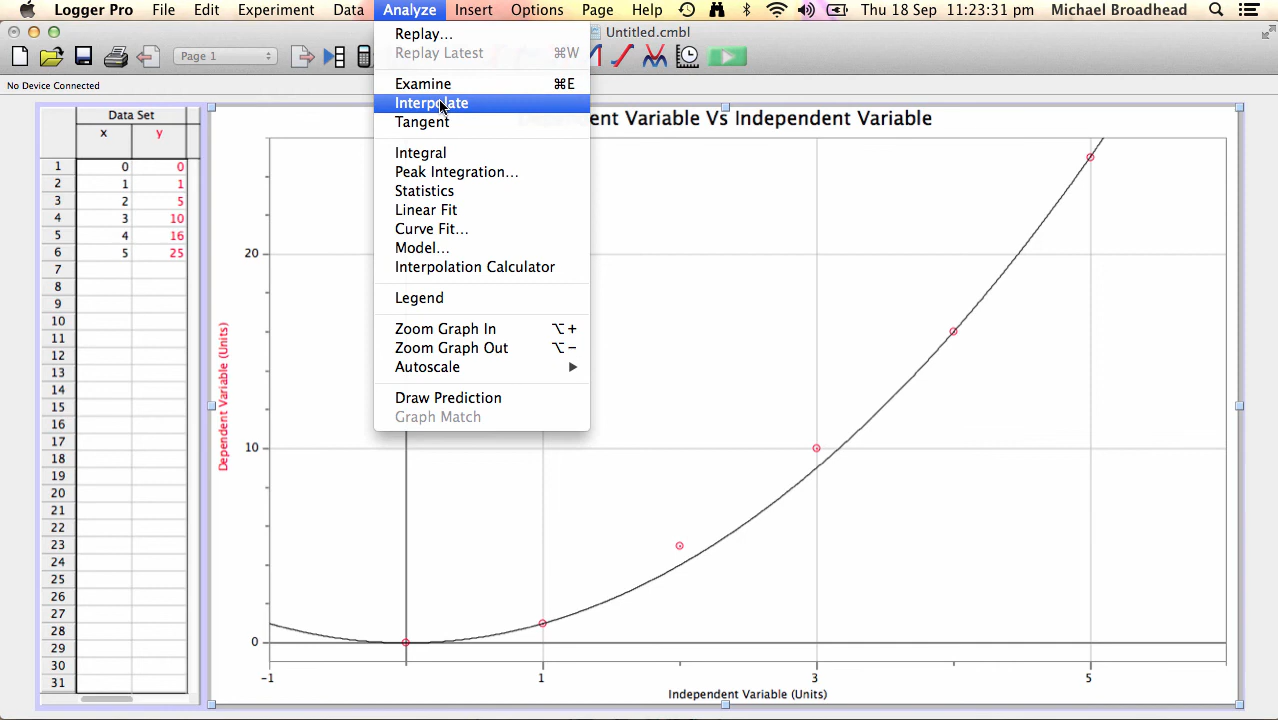 Logger Pro File Edit Experiment Data Analyze Insert Options Page Help Thu 18 Sep 11:23:31 pm Michani Broadhead
Untitled.cmbl
Page 1
No Device Connected
Replay...
Replay Latest ⌘W
Examine ⌘E
Interpolate
Tangent
Integral
Peak Integration...
Statistics
Linear Fit
Curve Fit...
Model...
Interpolation Calculator
Legend
Zoom Graph In ⌥+
Zoom Graph Out ⌥−
Autoscale ▶
Draw Prediction
Graph Match
Data Set
x y
1 0 0
2 1 1
3 2 5
4 3 10
5 4 16
6 5 25
7
8
9
10
11
12
13
14
15
16
17
18
19
20
21
22
23
24
25
26
27
28
29
30
31
Variable Vs Independent Variable
Dependent Variable (Units)
20
10
0
-1 1 3 5
Independent Variable (Units)